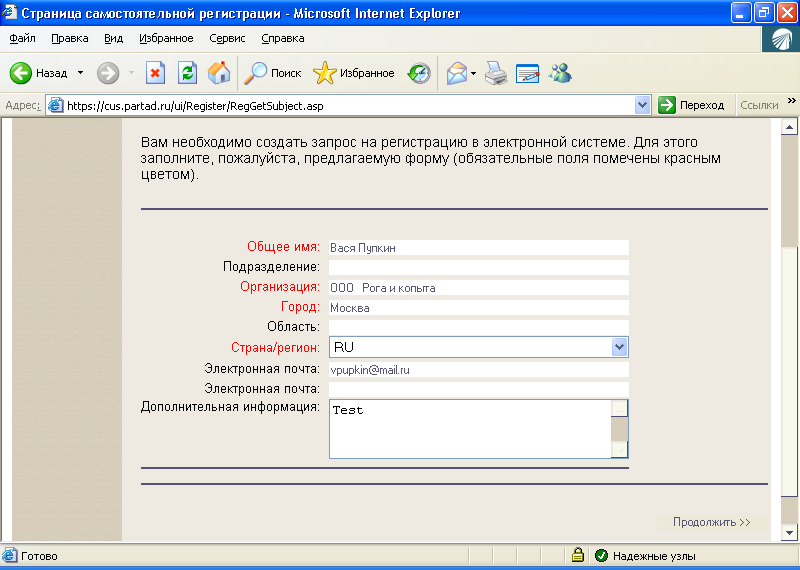 Страница самостоятельной регистрации - Microsoft Internet Explorer
Файл Правка Вид Избранное Сервис Справка
Назад Поиск Избранное
Адрес: https://cus.partad.ru/ui/Register/RegGetSubject.asp Переход Ссылки »
Вам необходимо создать запрос на регистрацию в электронной системе. Для этого
заполните, пожалуйста, предлагаемую форму (обязательные поля помечены красным
цветом).
Общее имя: Вася Пупкин
Подразделение:
Организация: ООО Рога и копыта
Город: Москва
Область:
Страна/регион: RU
Электронная почта: vpupkin@mail.ru
Электронная почта:
Дополнительная информация: Test
Продолжить >>
Готово Надежные узлы